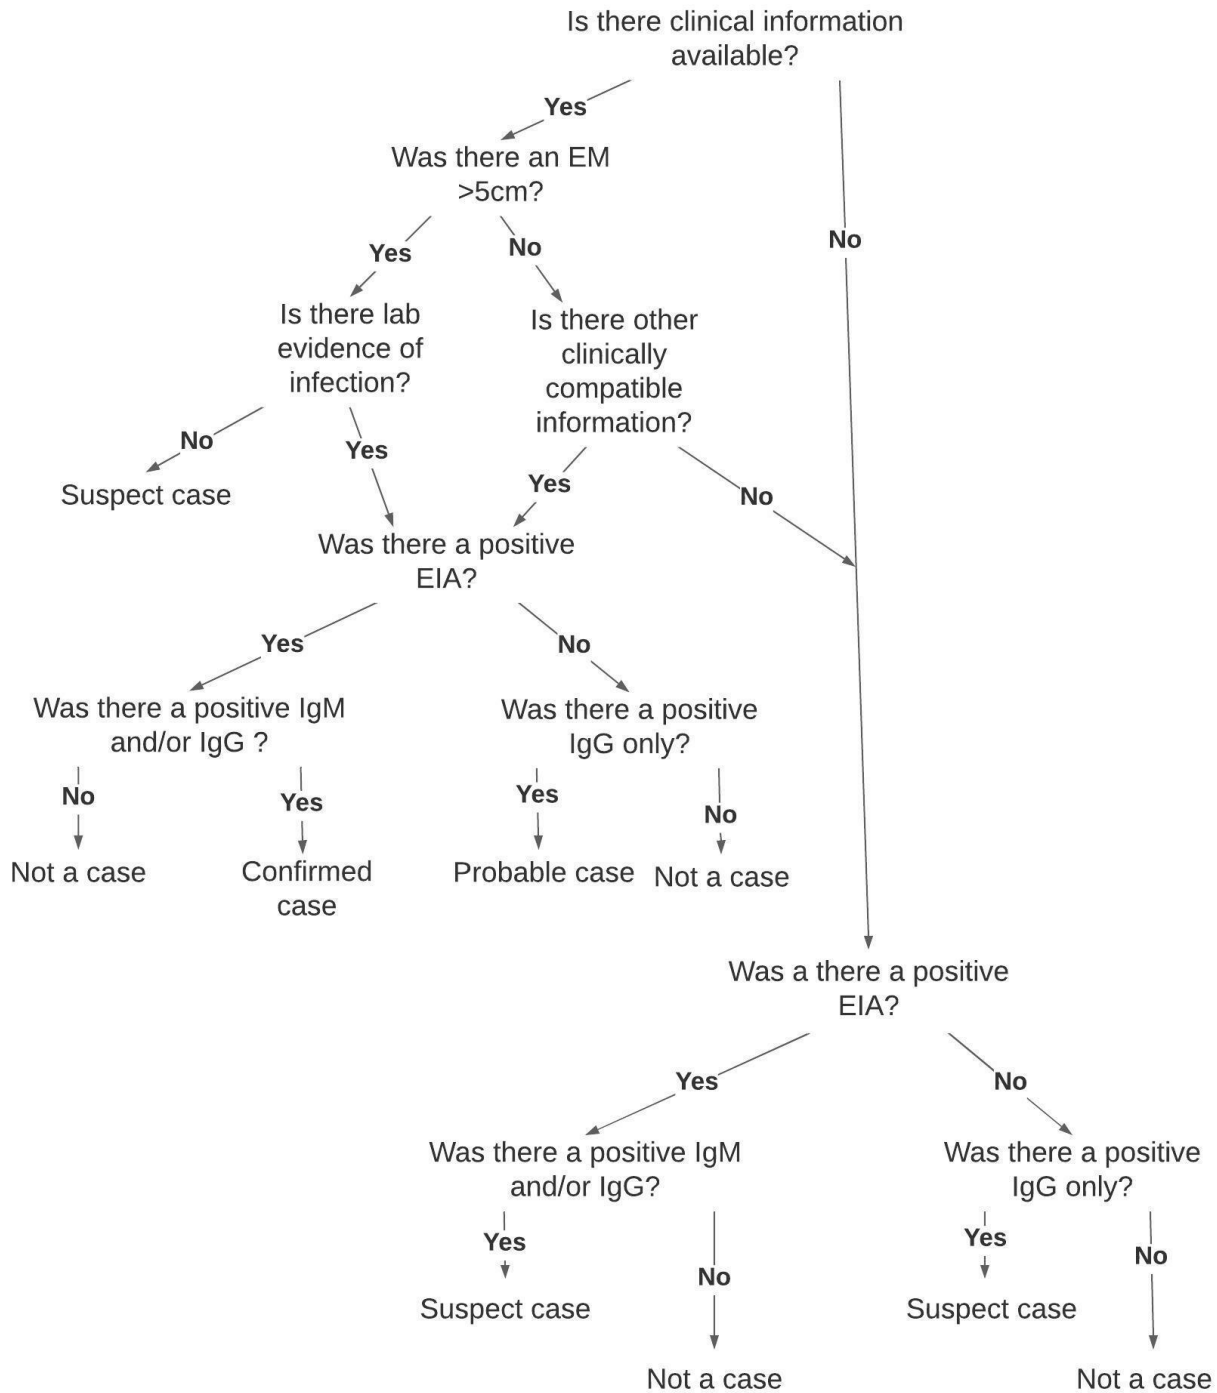 Is there clinical information
available?
Yes
Was there an EM
>5cm?
No
Yes
No
Is there lab
evidence of
infection?
Is there other
clinically
compatible
information?
No
Yes
Yes
No
Suspect case
Was there a positive
EIA?
Yes
No
Was there a positive IgM
and/or IgG ?
Was there a positive
IgG only?
No
Yes
Yes
No
Not a case
Confirmed
case
Probable case
Not a case
Was a there a positive
EIA?
Yes
No
Was there a positive IgM
and/or IgG?
Was there a positive
IgG only?
Yes
No
Yes
No
Suspect case
Not a case
Suspect case
Not a case